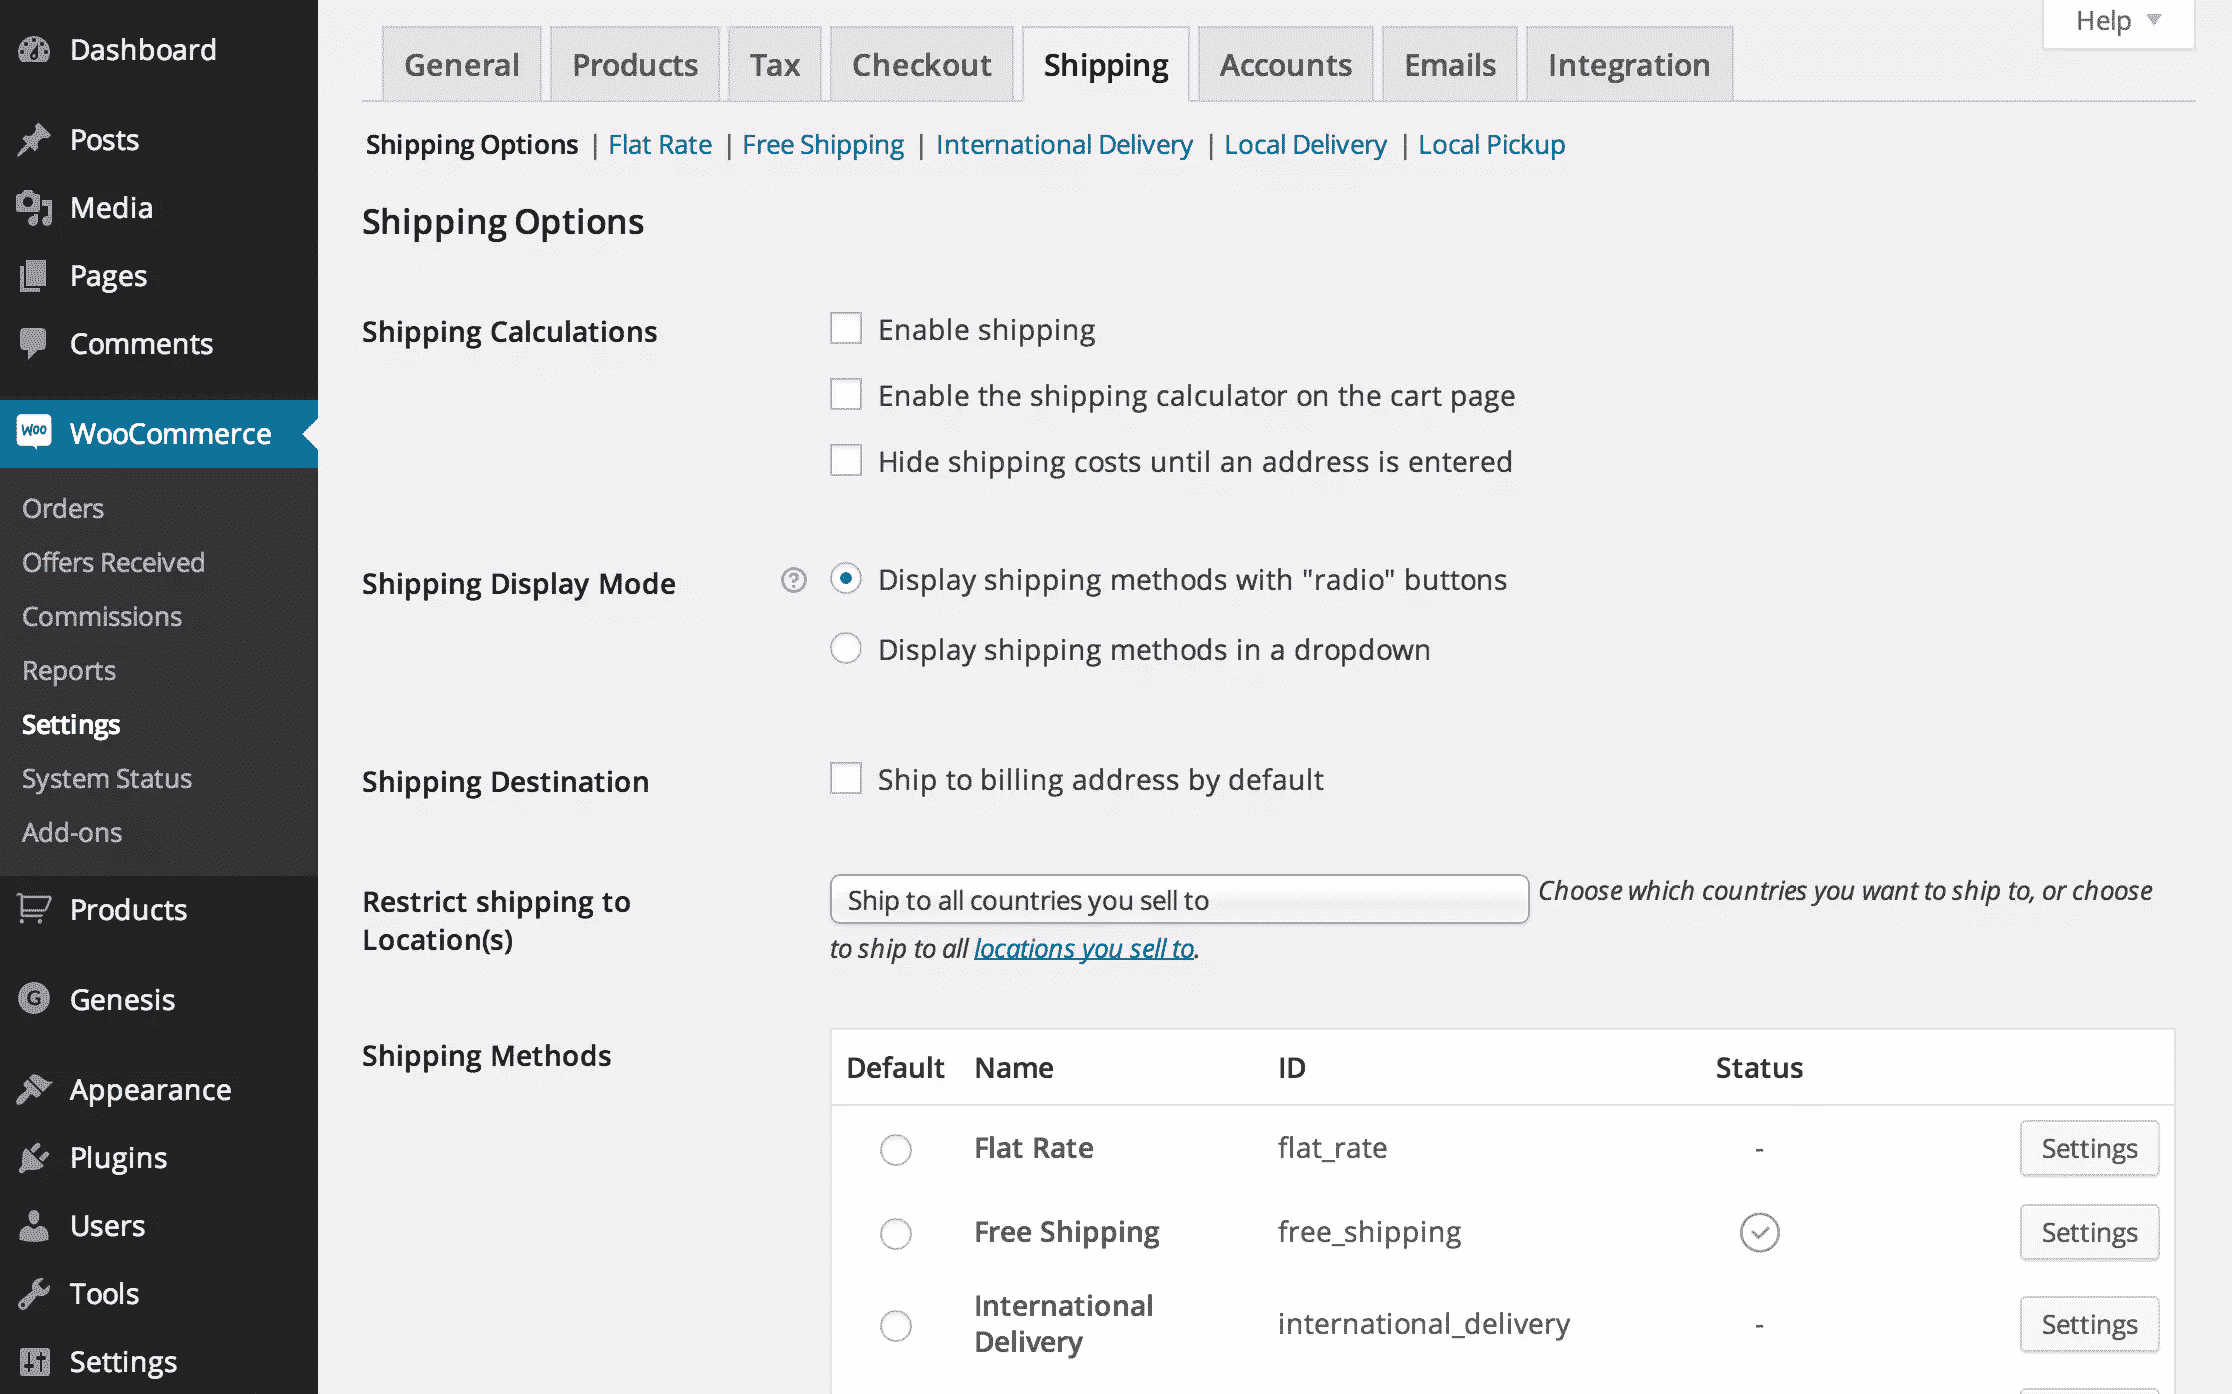 Dashboard
Posts
Media
Pages
Comments
Woo WooCommerce
Orders
Offers Received
Commissions
Reports
Settings
System Status
Add-ons
Products
Genesis
Appearance
Plugins
Users
Tools
Settings
Help
General Products Tax Checkout Shipping Accounts Emails Integration
Shipping Options | Flat Rate | Free Shipping | International Delivery | Local Delivery | Local Pickup
Shipping Options
Shipping Calculations
Enable shipping
Enable the shipping calculator on the cart page
Hide shipping costs until an address is entered
Shipping Display Mode ?
Display shipping methods with "radio" buttons
Display shipping methods in a dropdown
Shipping Destination
Ship to billing address by default
Restrict shipping to
Location(s)
Ship to all countries you sell to Choose which countries you want to ship to, or choose
to ship to all locations you sell to.
Shipping Methods
Default Name ID Status
Flat Rate flat_rate - Settings
Free Shipping free_shipping Settings
International
Delivery international_delivery - Settings